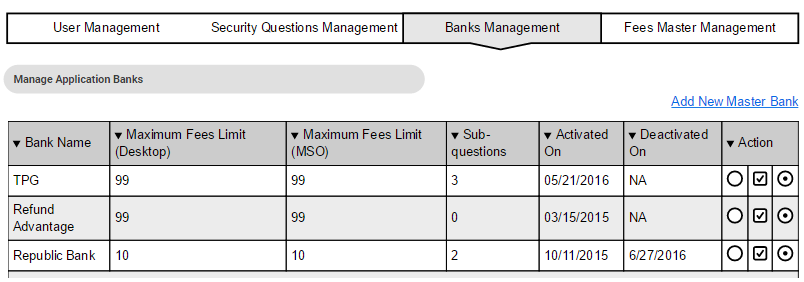 User Management Security Questions Management Banks Management Fees Master Management
Manage Application Banks
Add New Master Bank
Bank Name Maximum Fees Limit (Desktop) Maximum Fees Limit (MSO) Sub-questions Activated On Deactivated On Action
TPG 99 99 3 05/21/2016 NA
Refund Advantage 99 99 0 03/15/2015 NA
Republic Bank 10 10 2 10/11/2015 6/27/2016